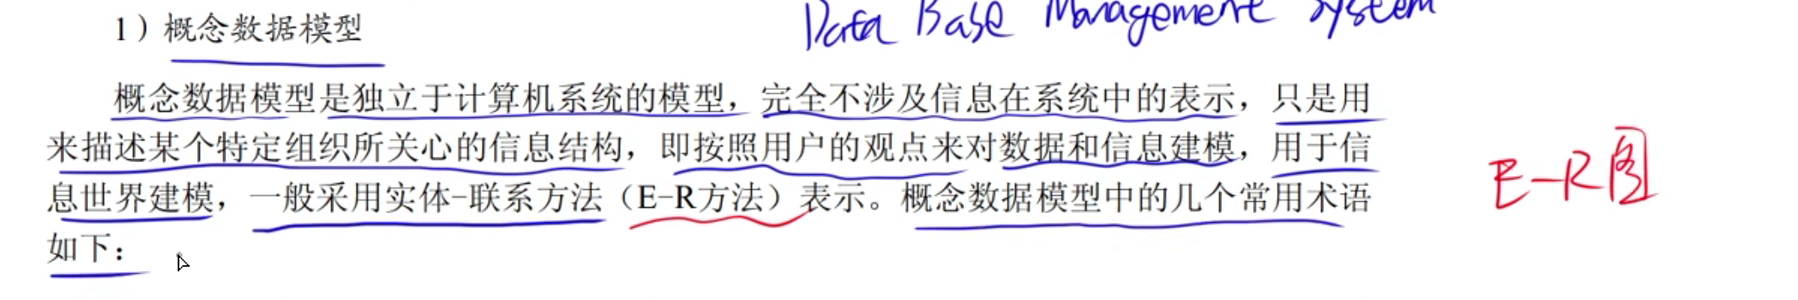 Data Base Management System
1）概念数据模型
概念数据模型是独立于计算机系统的模型，完全不涉及信息在系统中的表示，只是用
来描述某个特定组织所关心的信息结构，即按照用户的观点来对数据和信息建模，用于信
息世界建模，一般采用实体-联系方法（E-R方法）表示。概念数据模型中的几个常用术语
如下：
E-R图